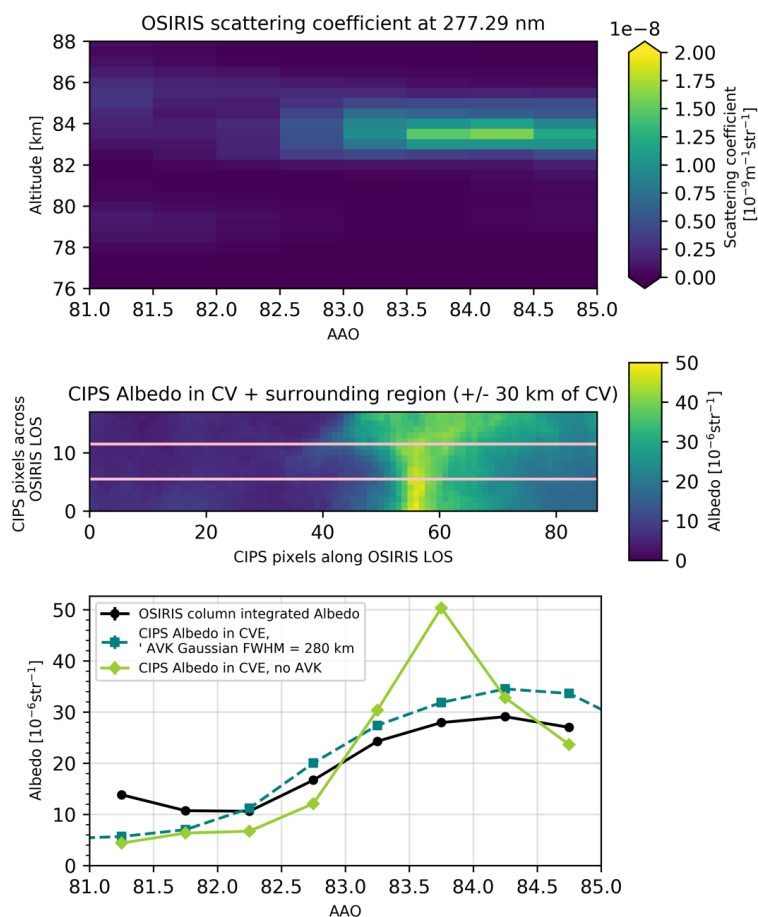 OSIRIS scattering coefficient at 277.29 nm
1e−8
88
86
84
82
80
78
76
Altitude [km]
81.0 81.5 82.0 82.5 83.0 83.5 84.0 84.5 85.0
AAO
2.00
1.75
1.50
1.25
1.00
0.75
0.50
0.25
0.00
Scattering coefficient
[10⁻⁹m⁻¹str⁻¹]
CIPS Albedo in CV + surrounding region (+/- 30 km of CV)
CIPS pixels across
OSIRIS LOS
10
0
0 20 40 60 80
CIPS pixels along OSIRIS LOS
50
40
30
20
10
0
Albedo [10⁻⁶str⁻¹]
OSIRIS column integrated Albedo
CIPS Albedo in CVE,
' AVK Gaussian FWHM = 280 km
CIPS Albedo in CVE, no AVK
50
40
30
20
10
0
Albedo [10⁻⁶str⁻¹]
81.0 81.5 82.0 82.5 83.0 83.5 84.0 84.5 85.0
AAO